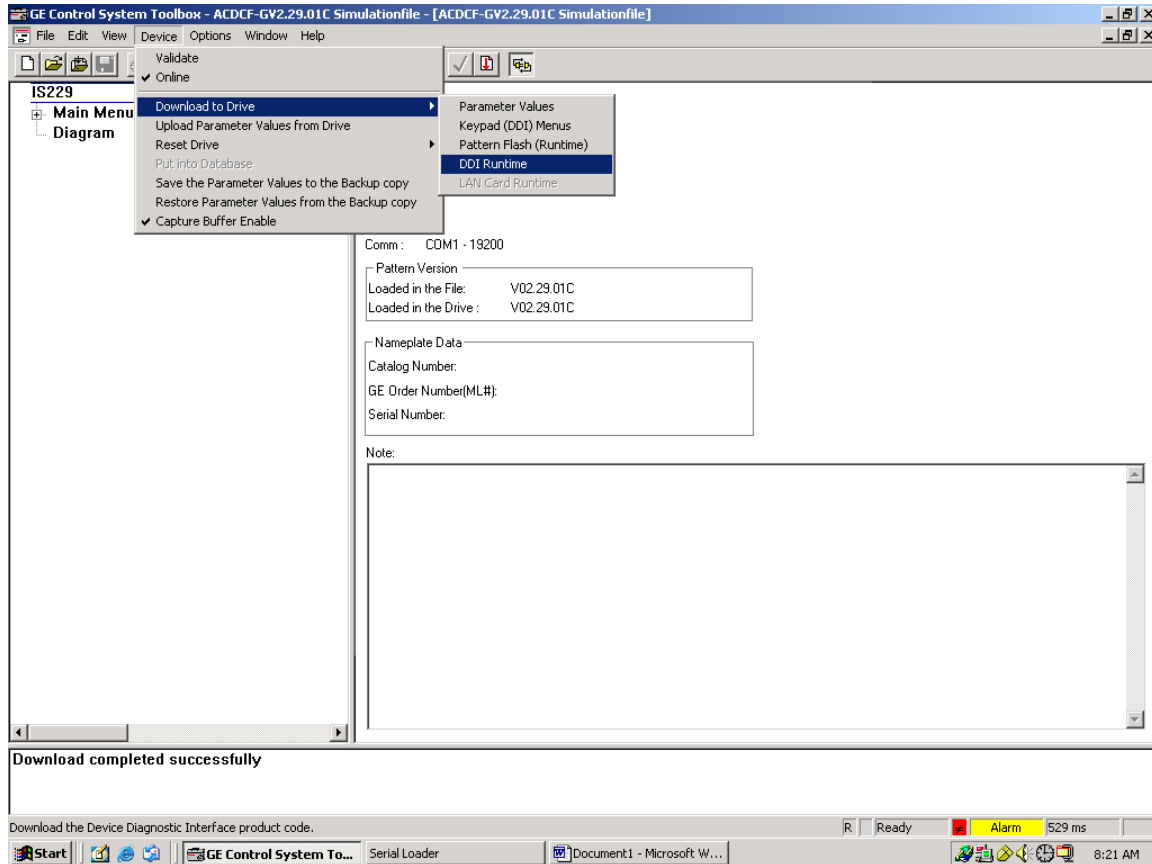 GE Control System Toolbox - ACDCF-GV2.29.01C Simulationfile - [ACDCF-GV2.29.01C Simulationfile]
File Edit View Device Options Window Help
Validate
Online
Download to Drive
Upload Parameter Values from Drive
Reset Drive
Put into Database
Save the Parameter Values to the Backup copy
Restore Parameter Values from the Backup copy
Capture Buffer Enable
Parameter Values
Keypad (DDI) Menus
Pattern Flash (Runtime)
DDI Runtime
LAN Card Runtime
IS229
Main Menu
Diagram
Comm : COM1 - 19200
Pattern Version
Loaded in the File: V02.29.01C
Loaded in the Drive : V02.29.01C
Nameplate Data
Catalog Number:
GE Order Number(ML#):
Serial Number:
Note:
Download completed successfully
Download the Device Diagnostic Interface product code. R Ready Alarm 529 ms
Start GE Control System To... Serial Loader Document1 - Microsoft W... 8:21 AM